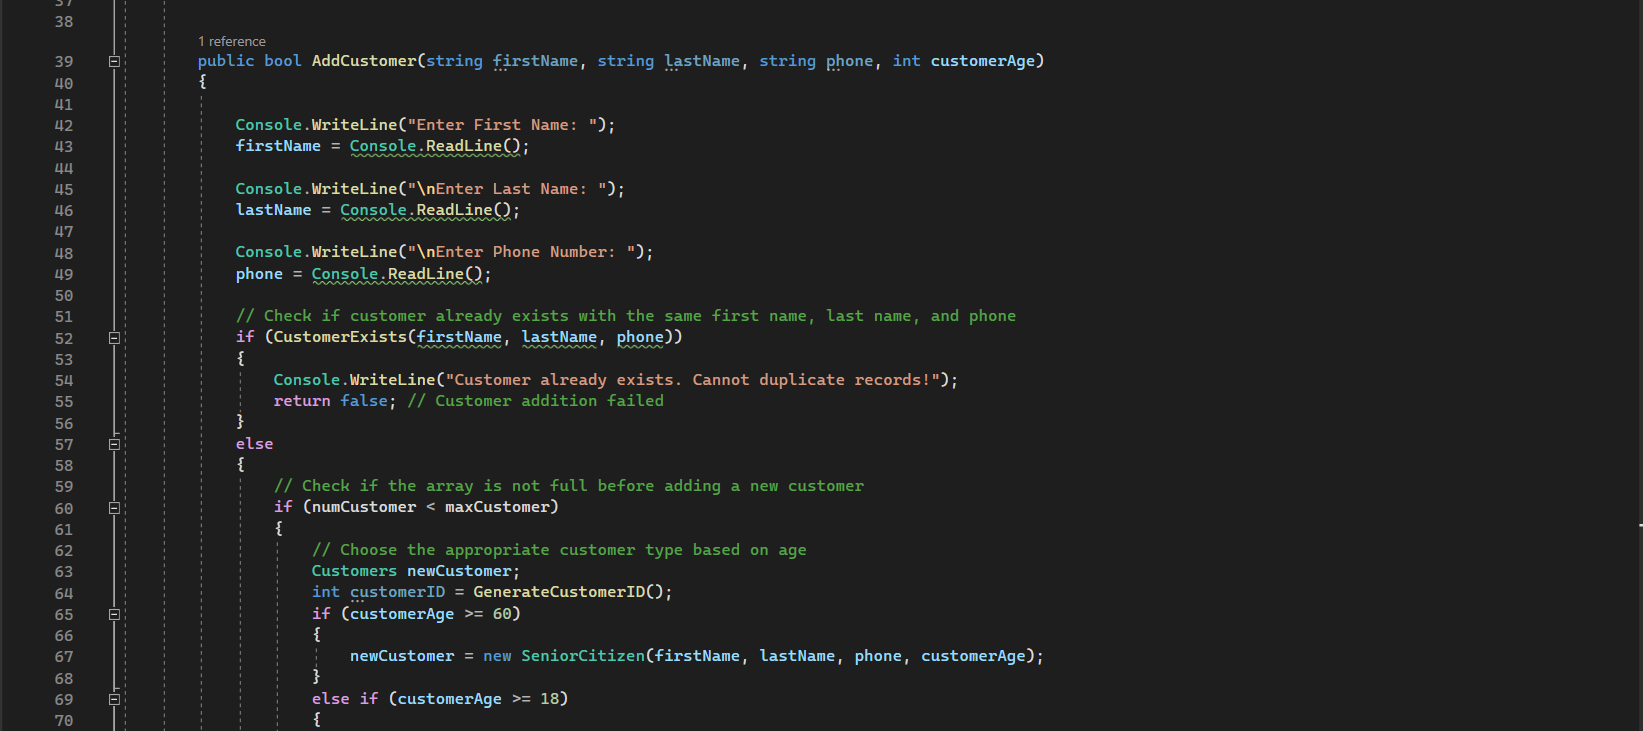 37
38
1 reference
39 public bool AddCustomer(string firstName, string lastName, string phone, int customerAge)
40 {
41
42 Console.WriteLine("Enter First Name: ");
43 firstName = Console.ReadLine();
44
45 Console.WriteLine("\nEnter Last Name: ");
46 lastName = Console.ReadLine();
47
48 Console.WriteLine("\nEnter Phone Number: ");
49 phone = Console.ReadLine();
50
51 // Check if customer already exists with the same first name, last name, and phone
52 if (CustomerExists(firstName, lastName, phone))
53 {
54 Console.WriteLine("Customer already exists. Cannot duplicate records!");
55 return false; // Customer addition failed
56 }
57 else
58 {
59 // Check if the array is not full before adding a new customer
60 if (numCustomer < maxCustomer)
61 {
62 // Choose the appropriate customer type based on age
63 Customers newCustomer;
64 int customerID = GenerateCustomerID();
65 if (customerAge >= 60)
66 {
67 newCustomer = new SeniorCitizen(firstName, lastName, phone, customerAge);
68 }
69 else if (customerAge >= 18)
70 {